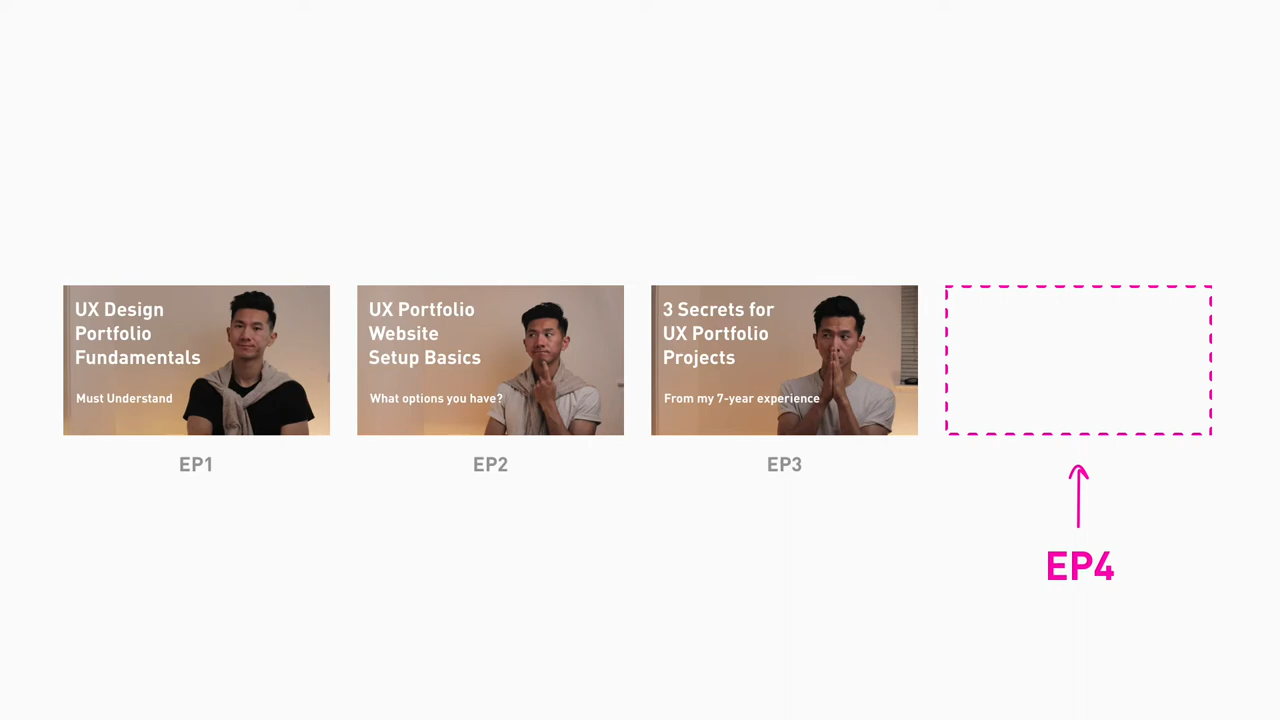 UX Design
Portfolio
Fundamentals
Must Understand
EP1
UX Portfolio
Website
Setup Basics
What options you have?
EP2
3 Secrets for
UX Portfolio
Projects
From my 7-year experience
EP3
EP4